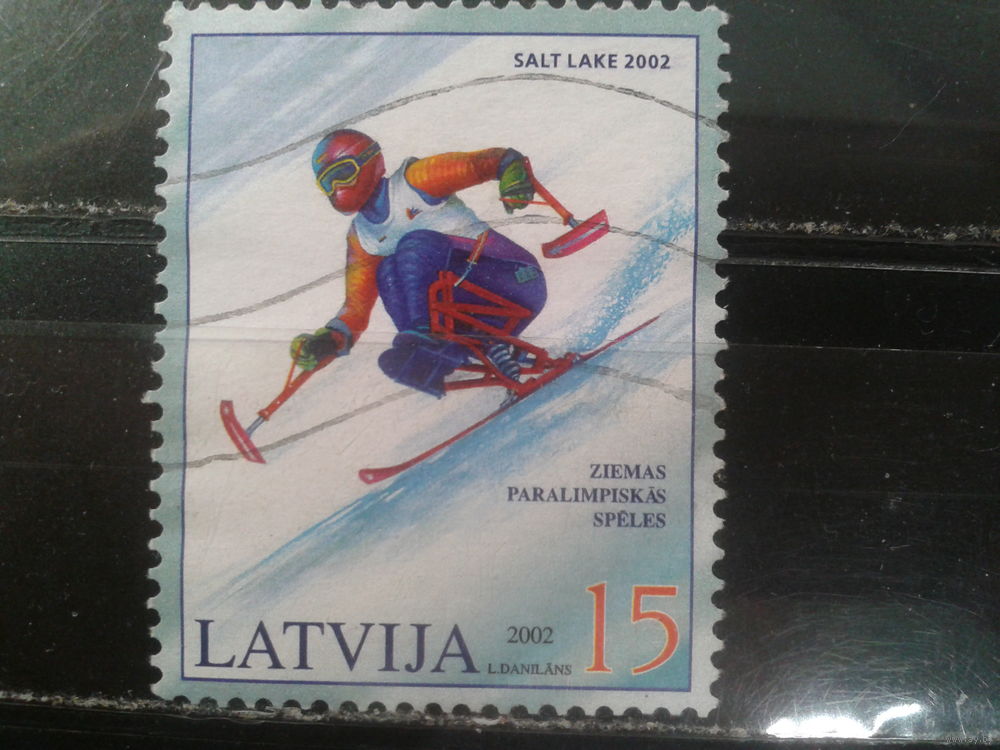 SALT LAKE 2002
ZIEMAS
PARALIMPISKĀS
SPĒLES
LATVIJA
2002
L.DANILĀNS
15